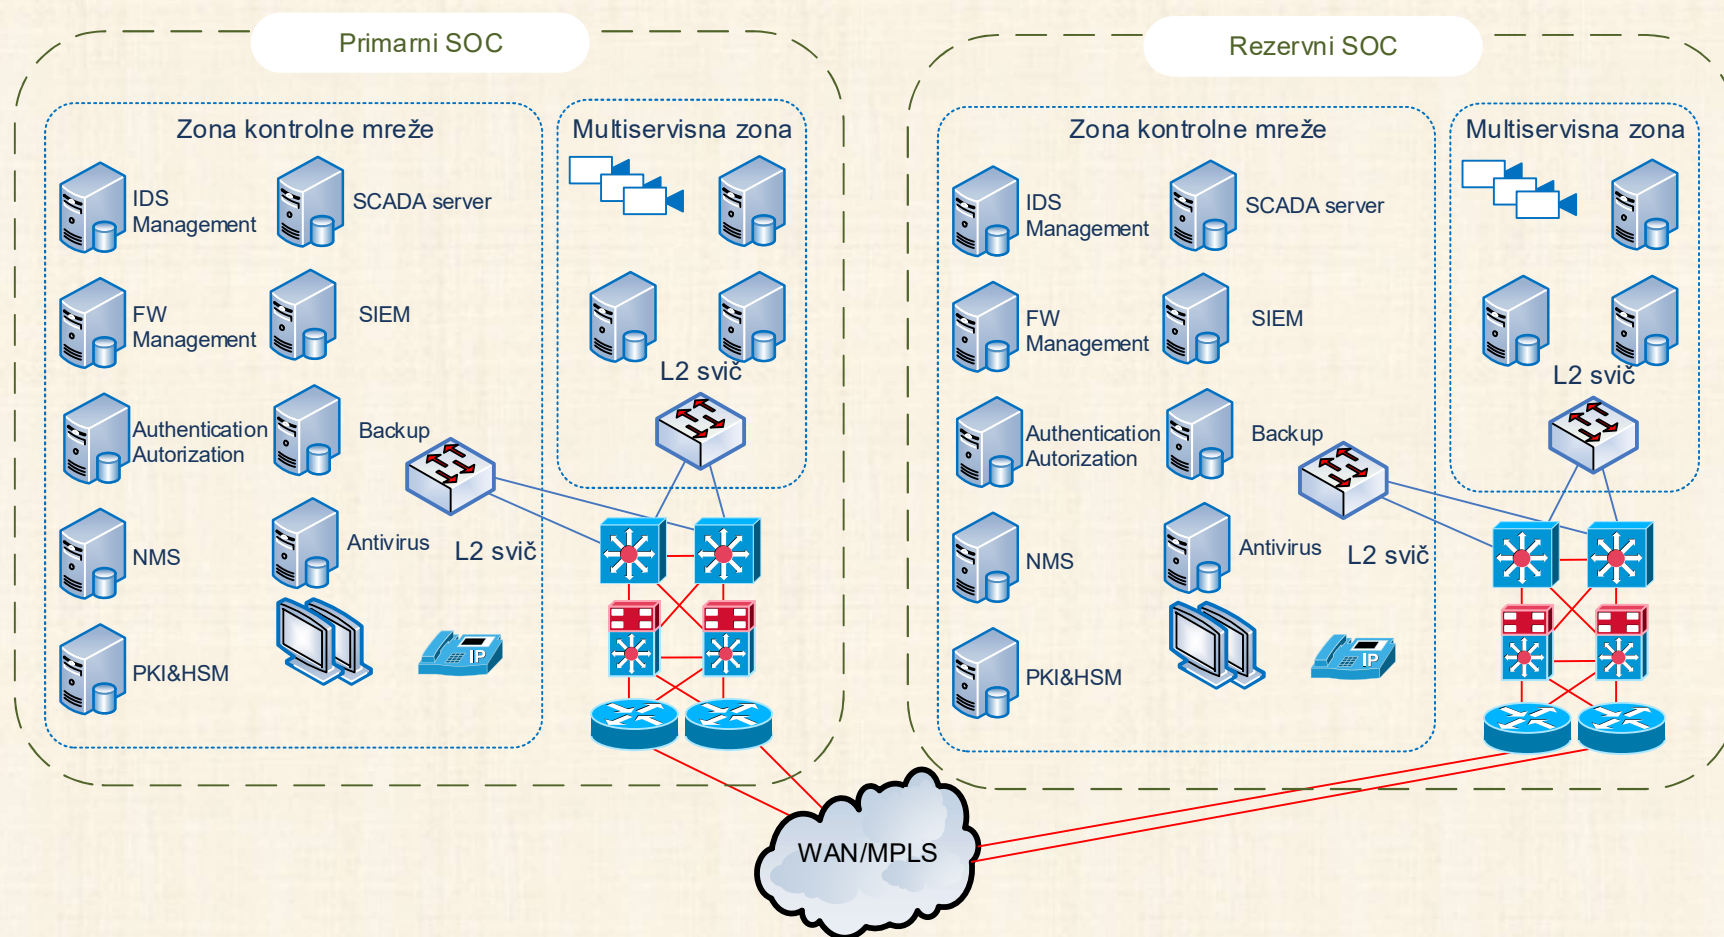 Primarni SOC
Zona kontrolne mreže
Multiservisna zona
IDS
Management
SCADA server
FW
Management
SIEM
L2 svič
Authentication
Autorization
Backup
NMS
Antivirus
L2 svič
PKI&HSM
IP
Rezervni SOC
Zona kontrolne mreže
Multiservisna zona
IDS
Management
SCADA server
FW
Management
SIEM
L2 svič
Authentication
Autorization
Backup
NMS
Antivirus
L2 svič
PKI&HSM
IP
WAN/MPLS